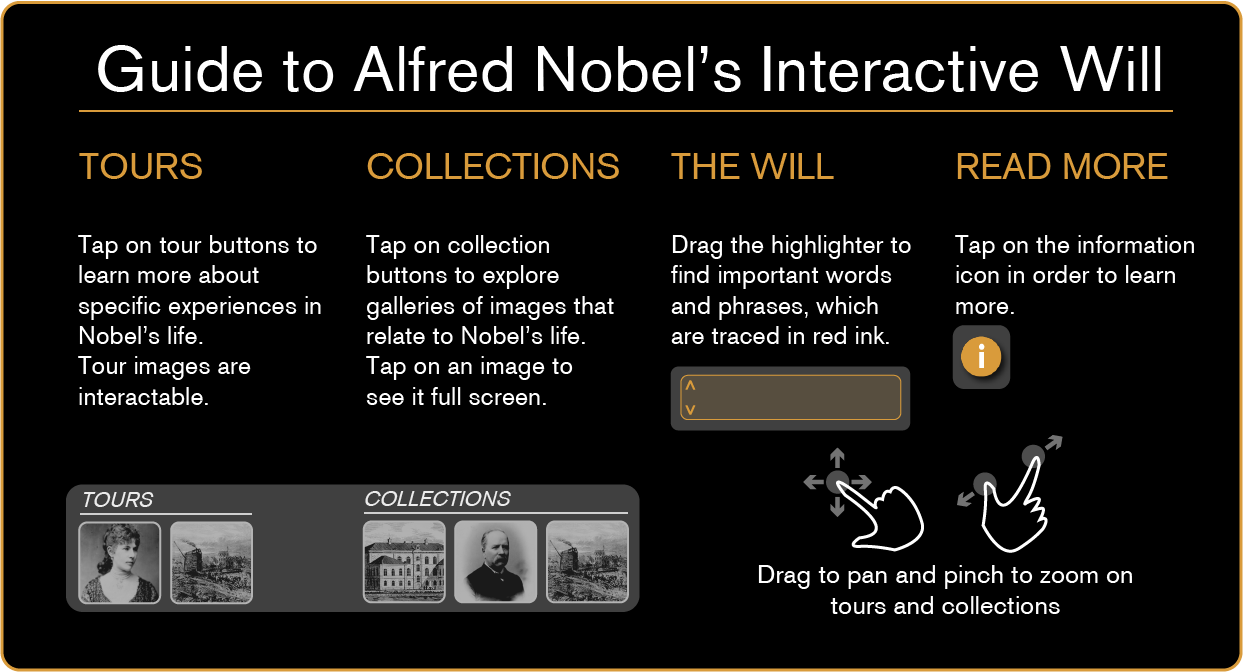 Guide to Alfred Nobel's Interactive Will
TOURS
Tap on tour buttons to
learn more about
specific experiences in
Nobel's life.
Tour images are
interactable.
COLLECTIONS
Tap on collection
buttons to explore
galleries of images that
relate to Nobel's life.
Tap on an image to
see it full screen.
THE WILL
Drag the highlighter to
find important words
and phrases, which
are traced in red ink.
READ MORE
Tap on the information
icon in order to learn
more.
i
TOURS
COLLECTIONS
Drag to pan and pinch to zoom on
tours and collections